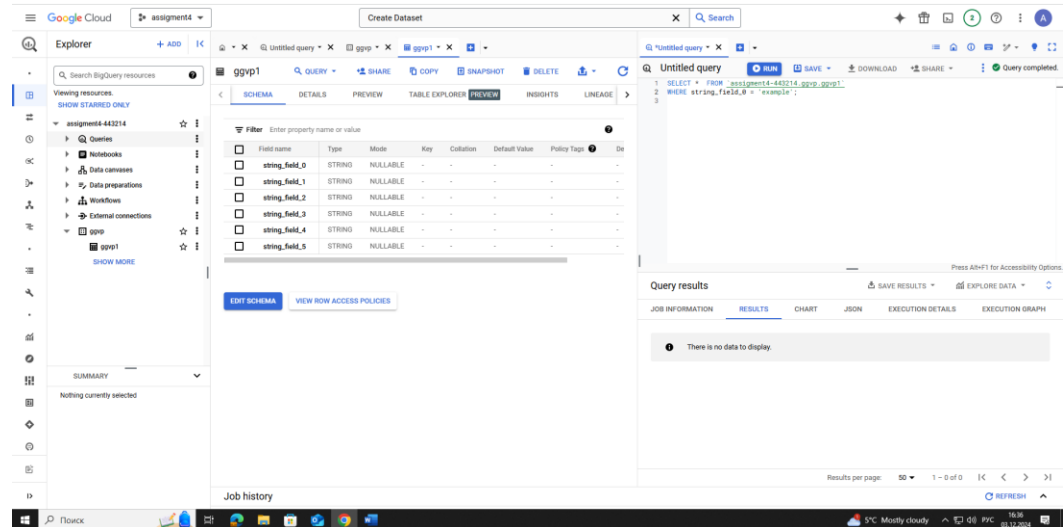 Google Cloud
assigment4
Create Dataset
Search
2
A
Explorer
+ ADD
Search BigQuery resources
Viewing resources.
SHOW STARRED ONLY
assigment4-443214
Queries
Notebooks
Data canvases
Data preparations
Workflows
External connections
ggvp
ggvp1
SHOW MORE
SUMMARY
Nothing currently selected
Untitled query
ggvp
ggvp1
ggvp1
QUERY
SHARE
COPY
SNAPSHOT
DELETE
SCHEMA DETAILS PREVIEW TABLE EXPLORER PREVIEW INSIGHTS LINEAGE
Filter Enter property name or value
Field name Type Mode Key Collation Default Value Policy Tags De
string_field_0 STRING NULLABLE - - - - -
string_field_1 STRING NULLABLE - - - - -
string_field_2 STRING NULLABLE - - - - -
string_field_3 STRING NULLABLE - - - - -
string_field_4 STRING NULLABLE - - - - -
string_field_5 STRING NULLABLE - - - - -
EDIT SCHEMA
VIEW ROW ACCESS POLICIES
*Untitled query
Untitled query
RUN
SAVE
DOWNLOAD
SHARE
Query completed.
1 SELECT * FROM `assigment4-443214.ggvp.ggvp1`
2 WHERE string_field_0 = 'example';
3
Press Alt+F1 for Accessibility Options.
Query results
SAVE RESULTS
EXPLORE DATA
JOB INFORMATION RESULTS CHART JSON EXECUTION DETAILS EXECUTION GRAPH
There is no data to display.
Results per page: 50 1 – 0 of 0
Job history
REFRESH
Поиск
5°C Mostly cloudy
РУС
16:36
03.12.2024